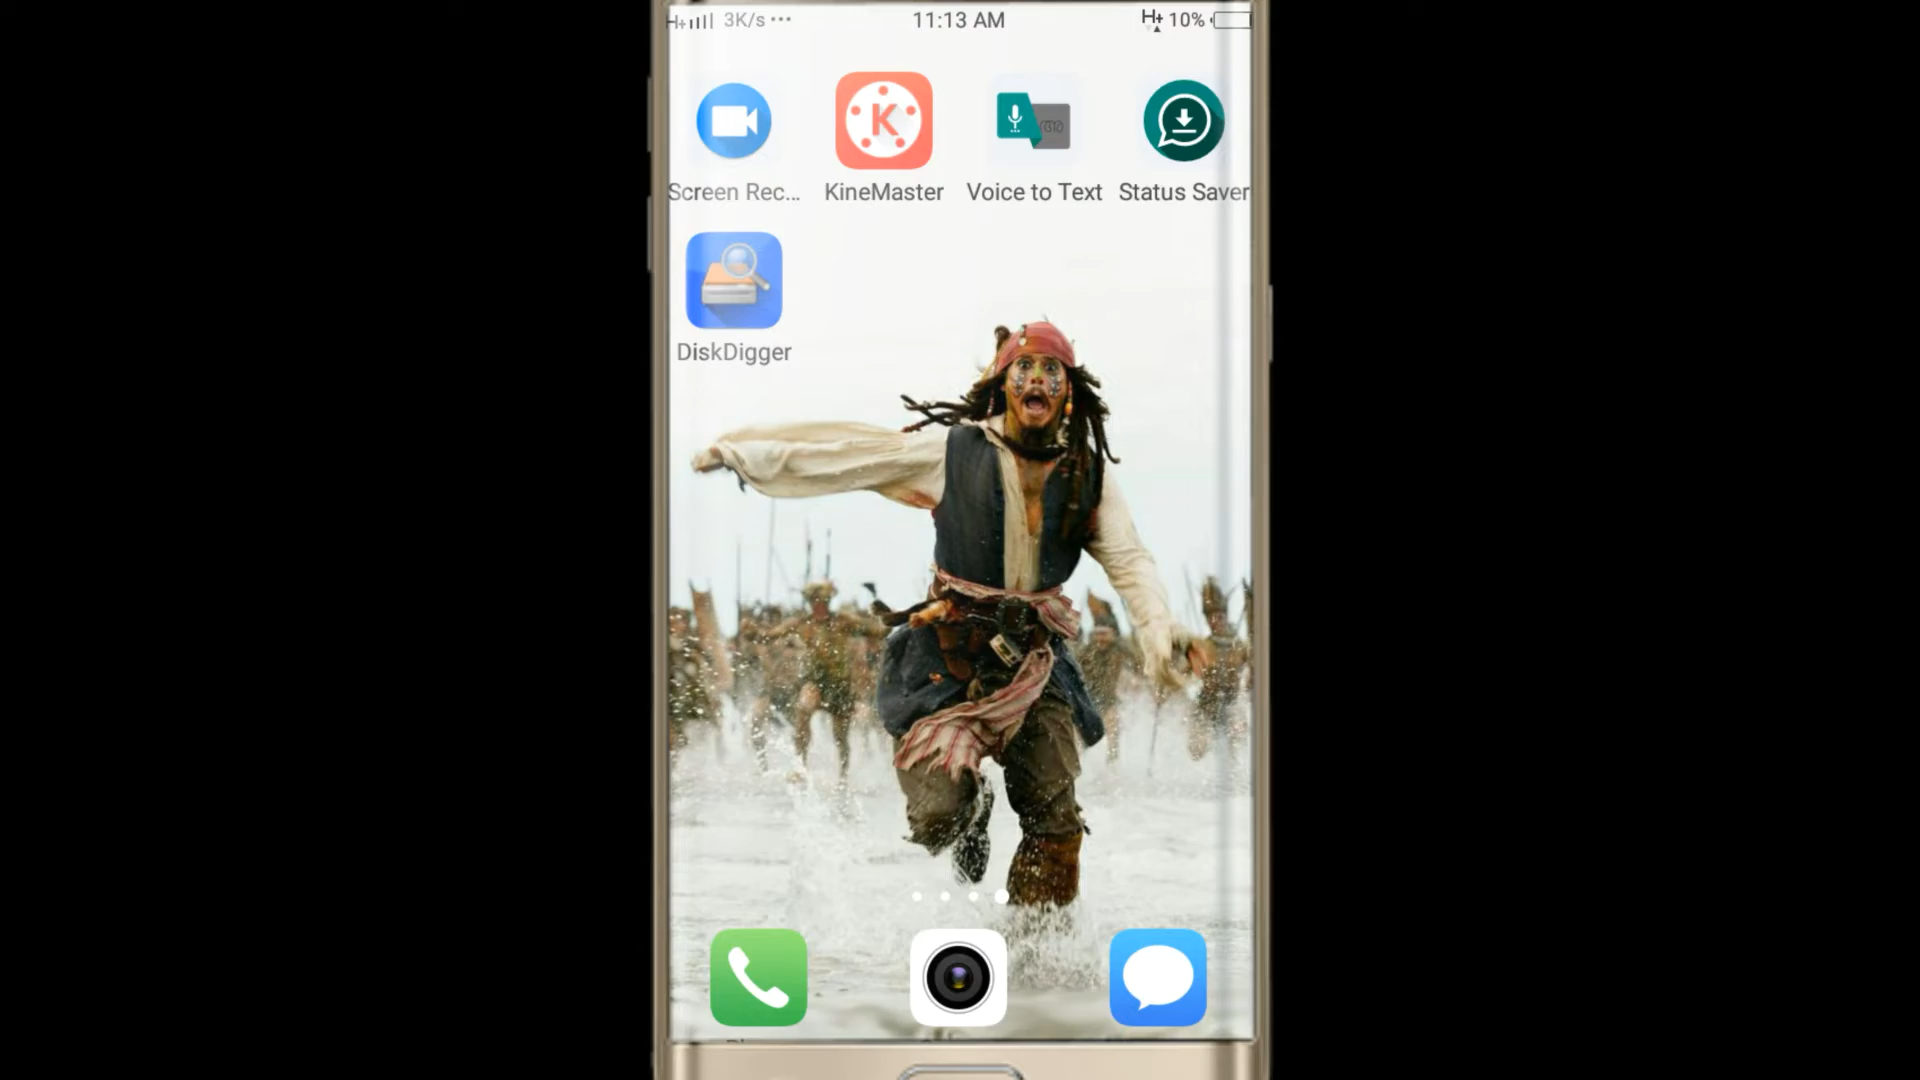 H+ 3K/s ··· 11:13 AM H+ 10%
Screen Rec... KineMaster Voice to Text Status Saver
DiskDigger